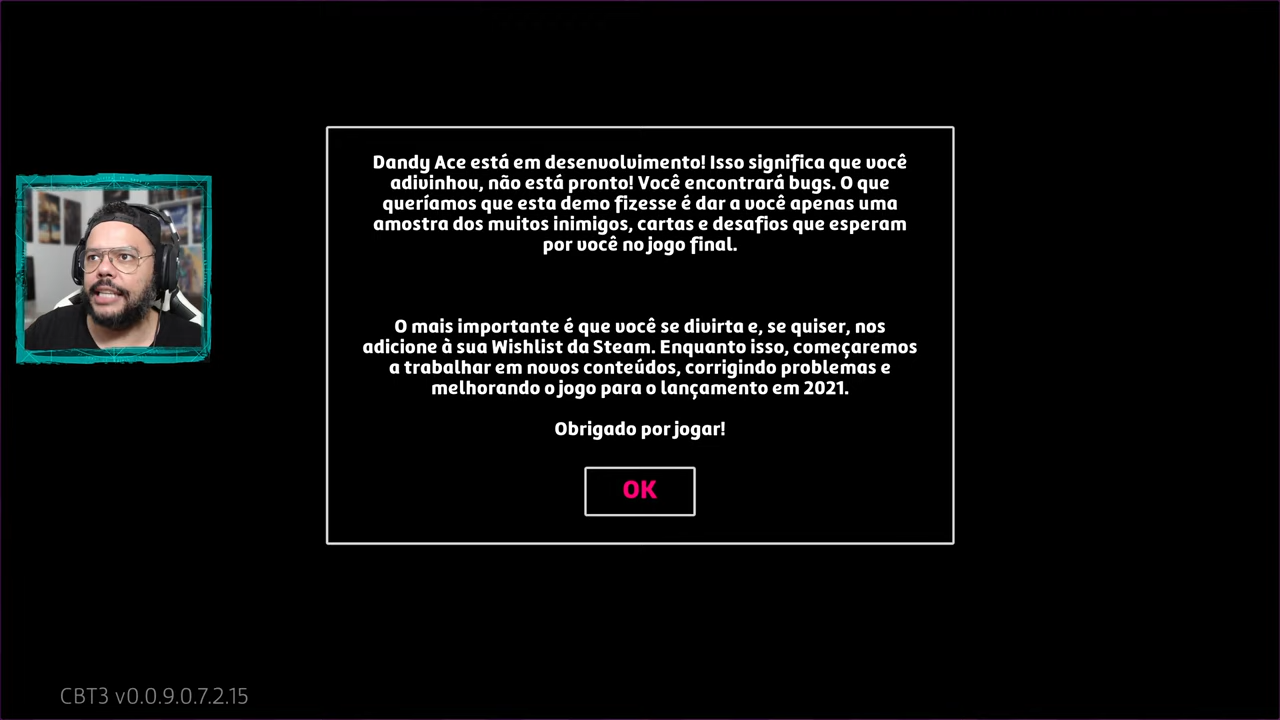 Dandy Ace está em desenvolvimento! Isso significa que você
adivinhou, não está pronto! Você encontrará bugs. O que
queríamos que esta demo fizesse é dar a você apenas uma
amostra dos muitos inimigos, cartas e desafios que esperam
por você no jogo final.
O mais importante é que você se divirta e, se quiser, nos
adicione à sua Wishlist da Steam. Enquanto isso, começaremos
a trabalhar em novos conteúdos, corrigindo problemas e
melhorando o jogo para o lançamento em 2021.
Obrigado por jogar!
OK
CBT3 v0.0.9.0.7.2.15